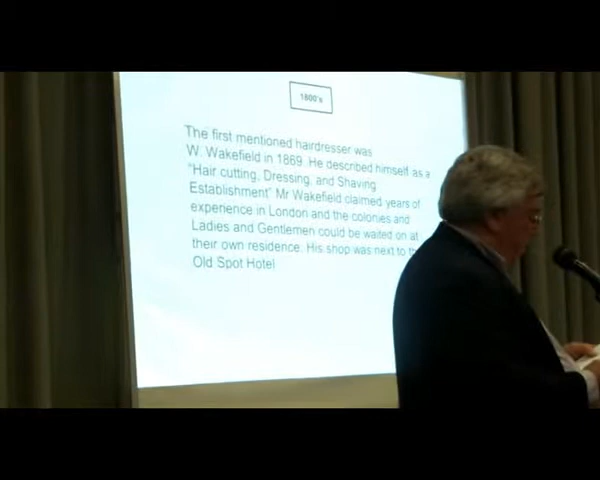 1800's
The first mentioned hairdresser was
W. Wakefield in 1869. He described himself as a
"Hair cutting, Dressing, and Shaving
Establishment" Mr Wakefield claimed years of
experience in London and the colonies and
Ladies and Gentlemen could be waited on at
their own residence. His shop was next to
Old Spot Hotel